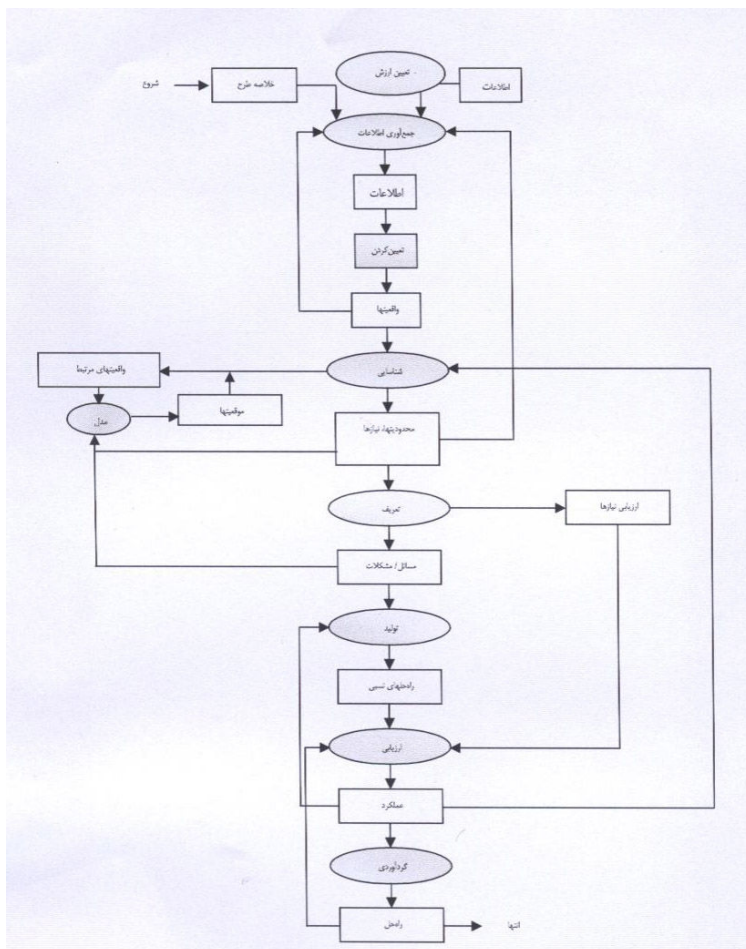 تعیین ارزش
شروع
خلاصه طرح
اطلاعات
جمع‌آوری اطلاعات
اطلاعات
تعیین‌کردن
واقعیتها
شناسایی
واقعیتهای مرتبط
موقعیتها
مدل
محدودیتها، نیازها
تعریف
ارزیابی نیازها
مسائل / مشکلات
تولید
راه‌حلهای نسبی
ارزیابی
عملکرد
گردآوردی
راه‌حل
انتها